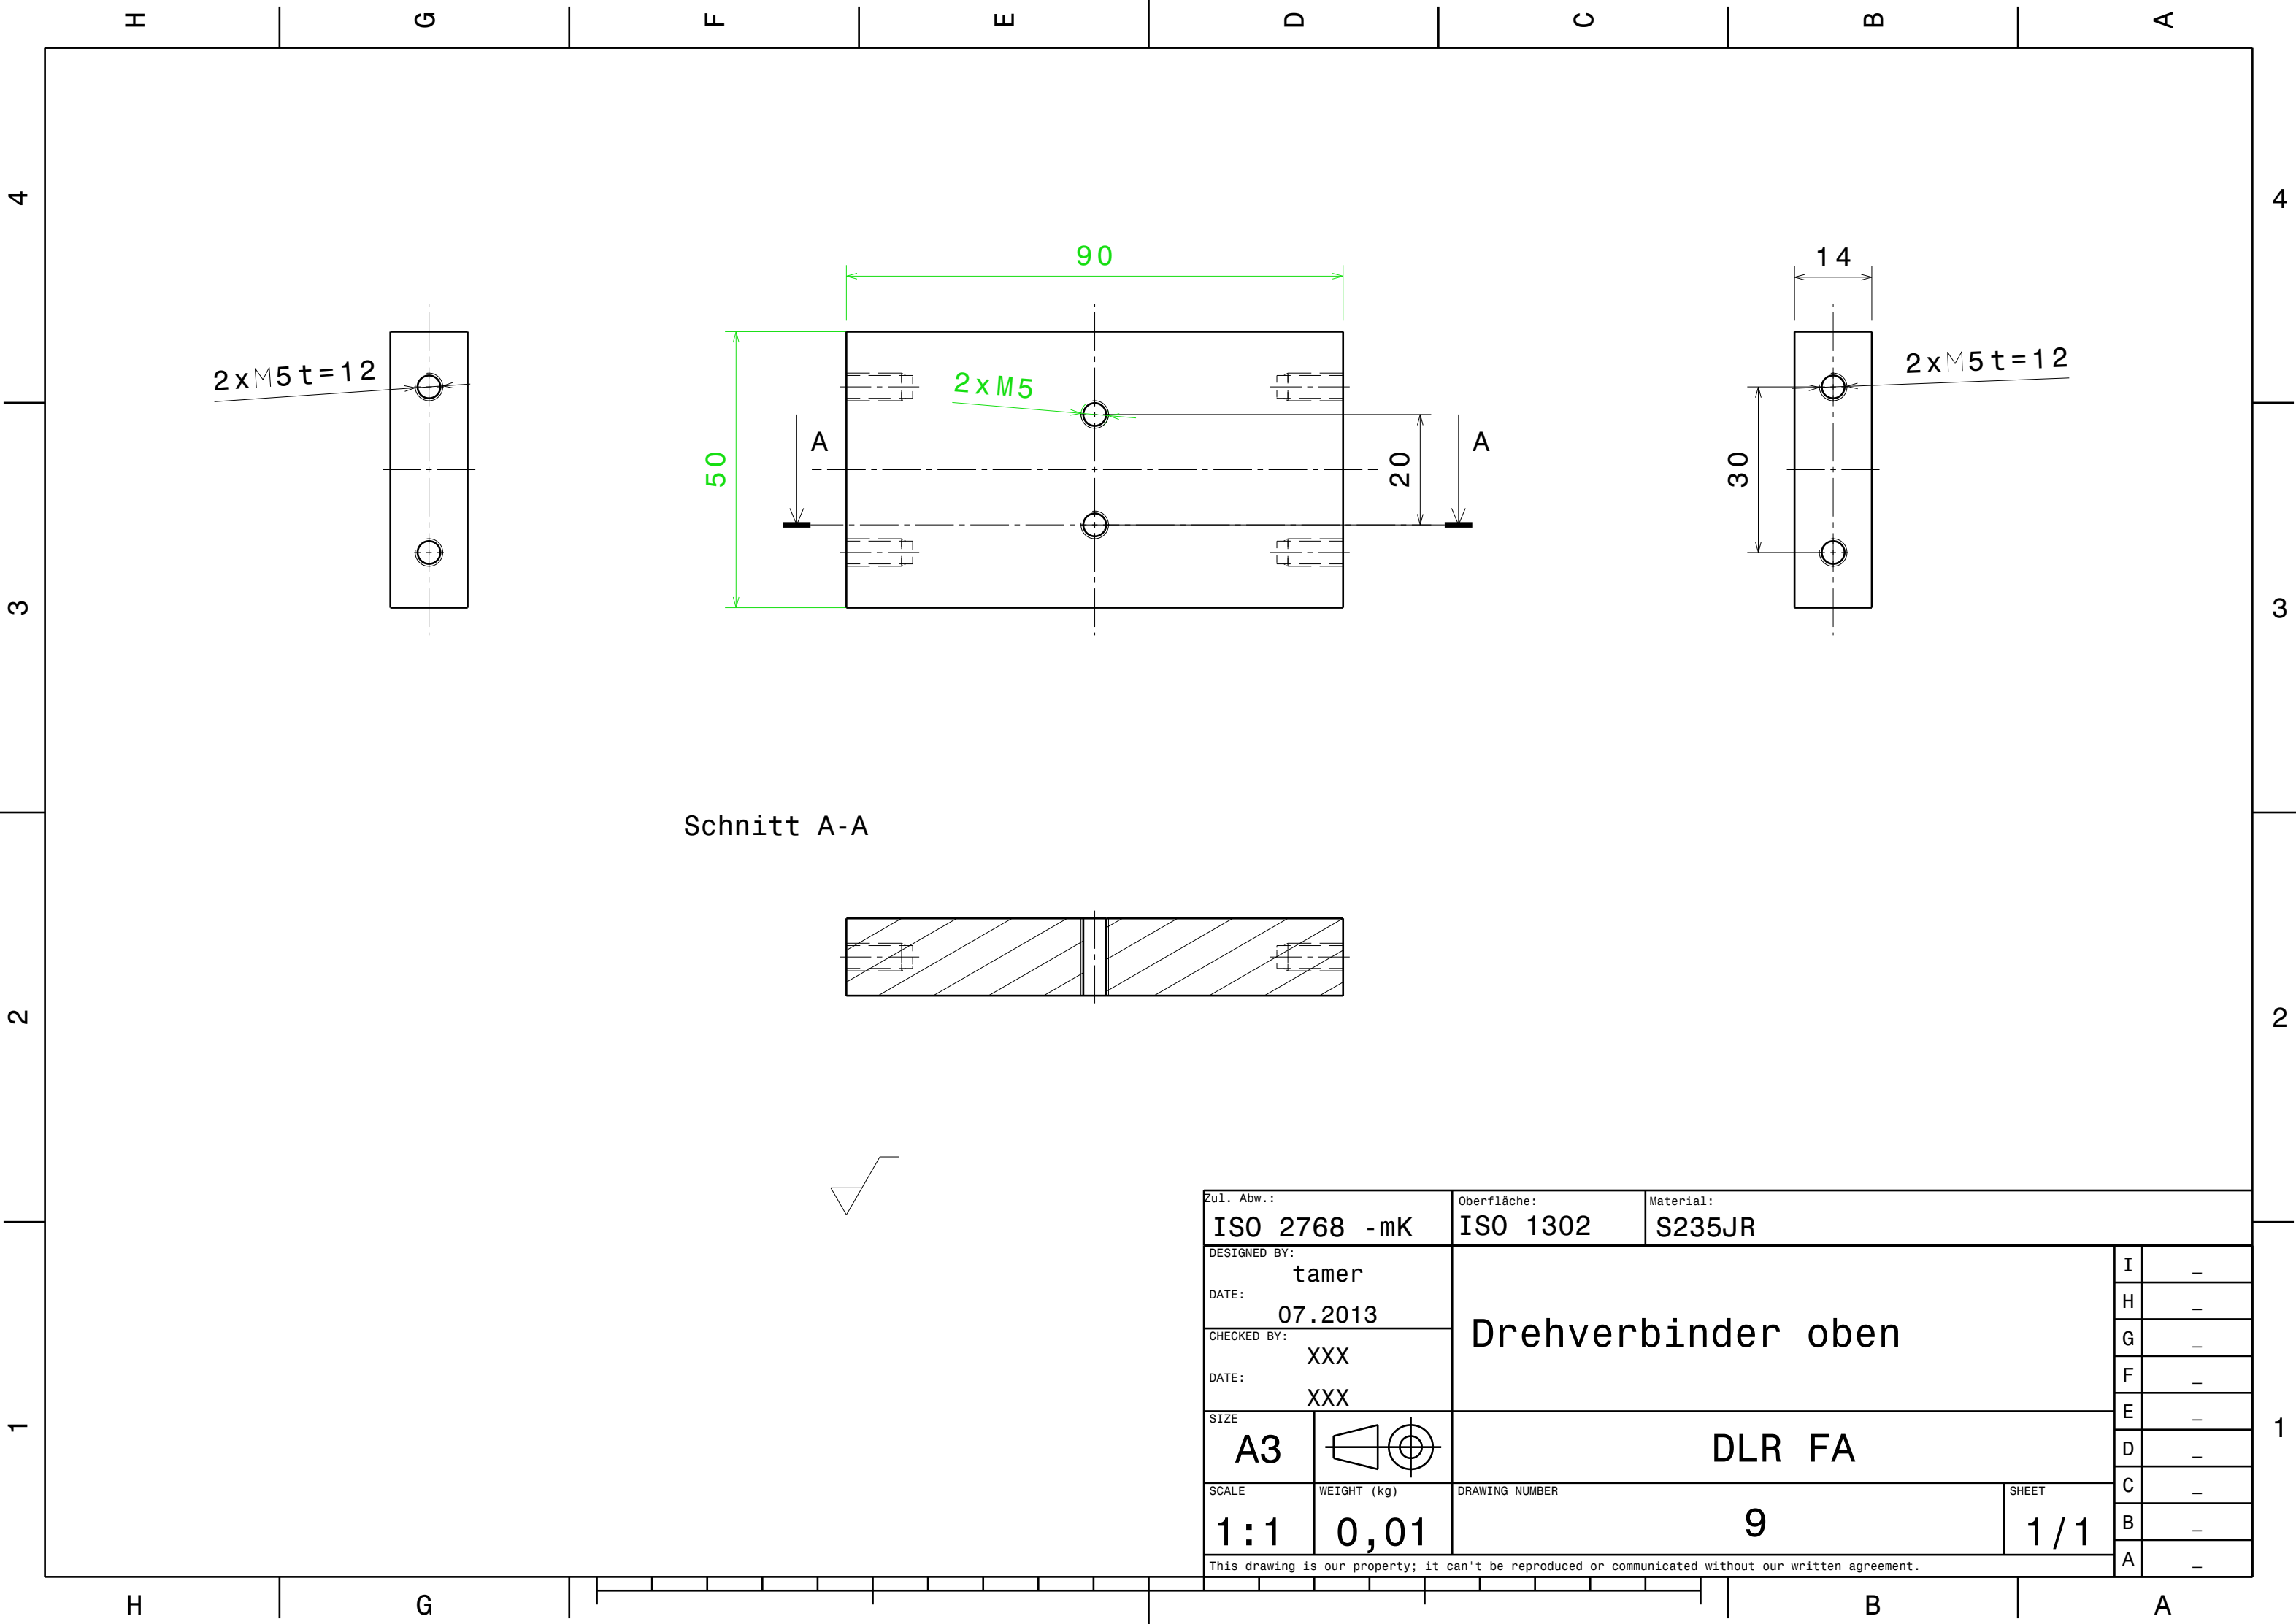 H G F E D C B A
4 4
90
14
2xM5t=12
2xM5
2xM5t=12
A A
50
20
30
3 3
Schnitt A-A
2 2
Zul. Abw.:
ISO 2768 -mK
Oberfläche:
ISO 1302
Material:
S235JR
DESIGNED BY:
tamer
DATE:
07.2013
CHECKED BY:
XXX
DATE:
XXX
Drehverbinder oben
I _
H _
G _
F _
E _
D _
C _
B _
A _
1 1
SIZE
A3
DLR FA
SCALE
1:1
WEIGHT (kg)
0,01
DRAWING NUMBER
9
SHEET
1/1
This drawing is our property; it can't be reproduced or communicated without our written agreement.
H G B A